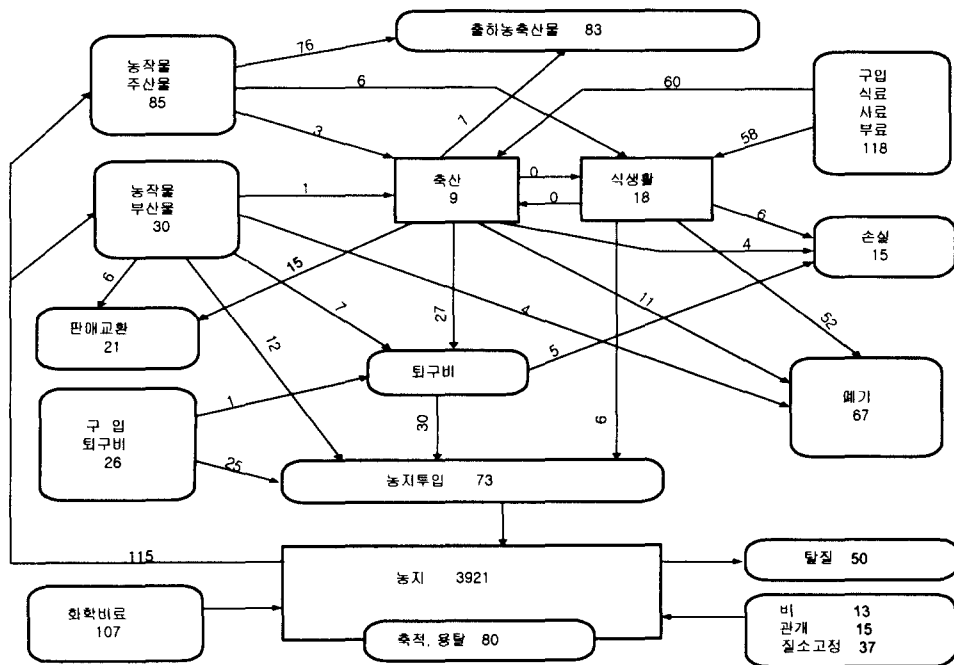 출하농축산물 83
농작물
주산물
85
76
6
3
1
60
구입
식료
사료
부료
118
58
농작물
부산물
30
1
축산
9
0
0
식생활
18
6
4
손실
15
6
15
7
12
27
4
11
52
5
판매교환
21
퇴구비
폐기
67
구 입
퇴구비
26
1
25
30
6
농지투입 73
115
농지 3921
탈질 50
화학비료
107
축적, 용탈 80
비 13
관개 15
질소고정 37